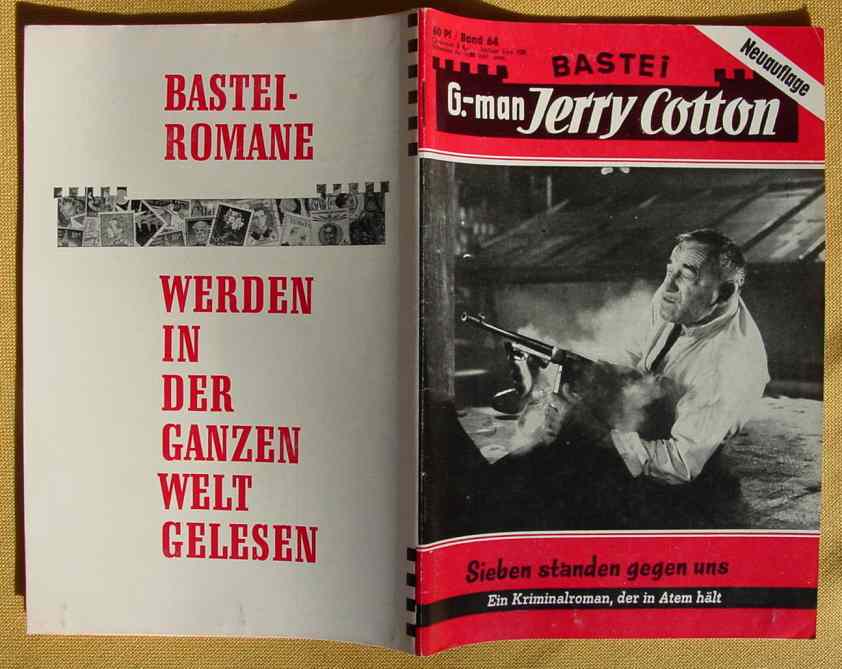 BASTEI-
ROMANE
WERDEN
IN
DER
GANZEN
WELT
GELESEN
60 Pf / Band 64
BASTEI
Neuauflage
G.-man Jerry Cotton
Sieben standen gegen uns
Ein Kriminalroman, der in Atem hält